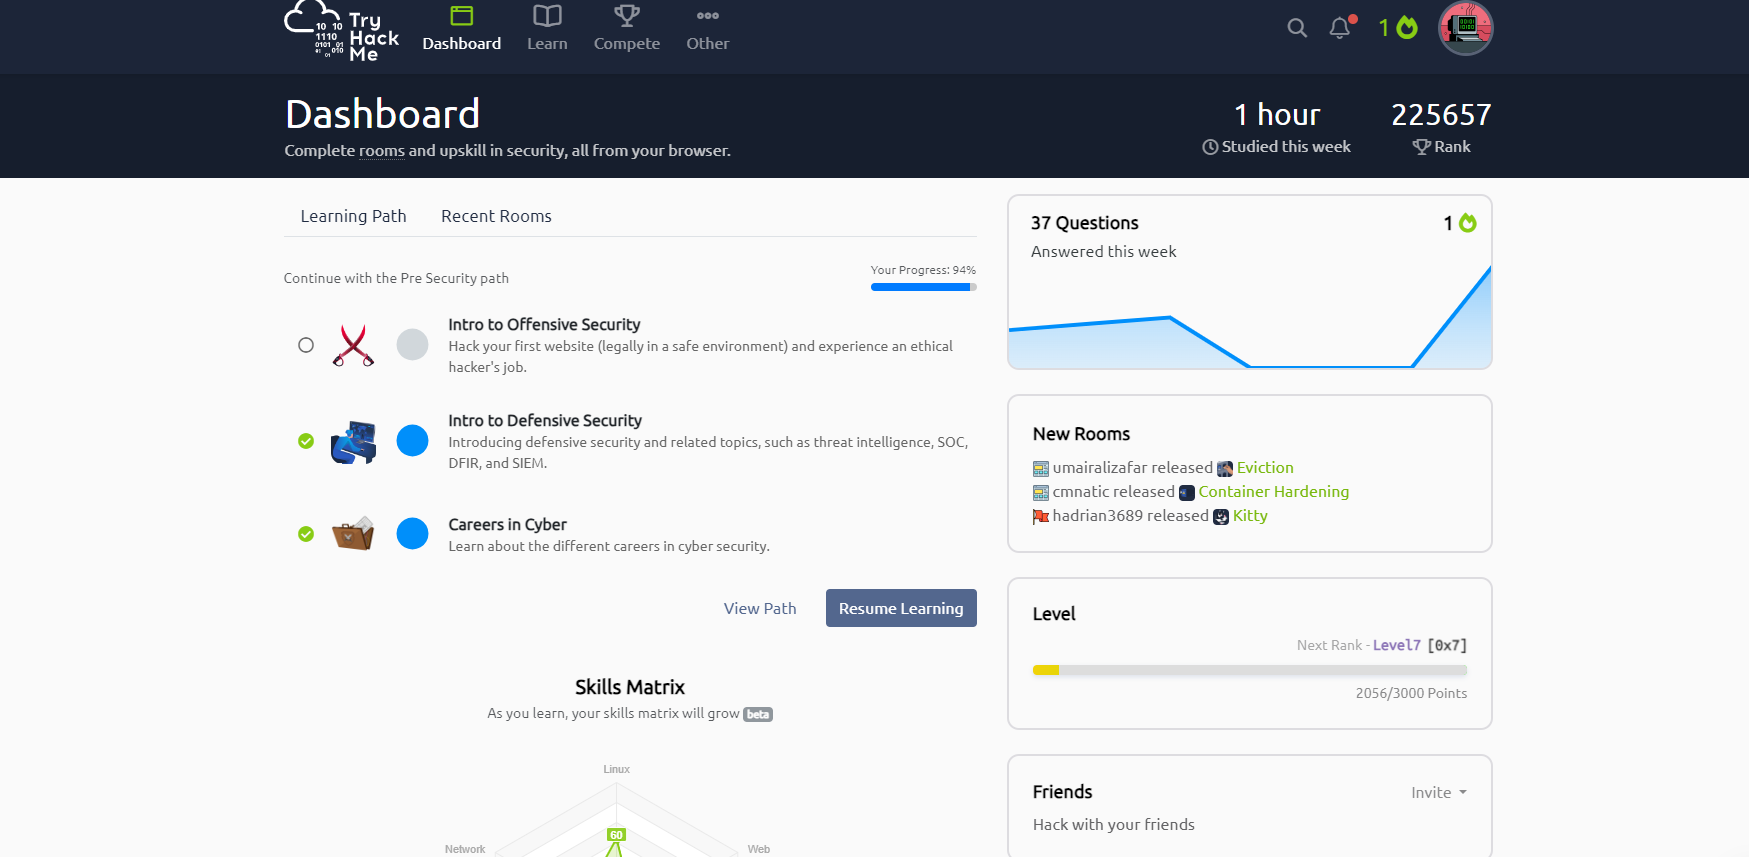 Try
Hack
Me
10 10
1110
0101 01
01 010
01
Dashboard
Learn
Compete
Other
1
Dashboard
Complete rooms and upskill in security, all from your browser.
1 hour
Studied this week
225657
Rank
Learning Path
Recent Rooms
Continue with the Pre Security path
Your Progress: 94%
Intro to Offensive Security
Hack your first website (legally in a safe environment) and experience an ethical
hacker's job.
Intro to Defensive Security
Introducing defensive security and related topics, such as threat intelligence, SOC,
DFIR, and SIEM.
Careers in Cyber
Learn about the different careers in cyber security.
View Path
Resume Learning
Skills Matrix
As you learn, your skills matrix will grow beta
Linux
60
Network
Web
37 Questions
1
Answered this week
New Rooms
umairalizafar released Eviction
cmnatic released Container Hardening
hadrian3689 released Kitty
Level
Next Rank - Level7 [0x7]
2056/3000 Points
Friends
Invite
Hack with your friends